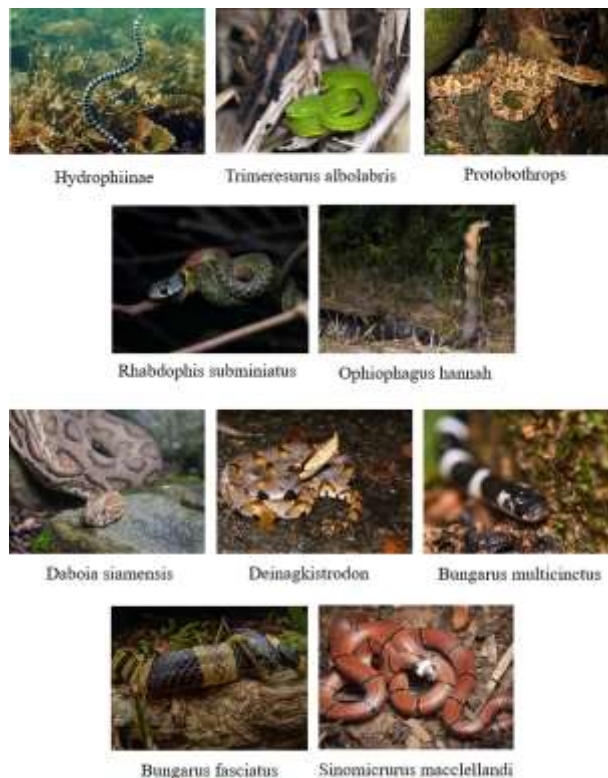 Hydrophiinae
Trimeresurus albolabris
Protobothrops
Rhabdophis subminiatus
Ophiophagus hannah
Daboia siamensis
Deinagkistrodon
Bungarus multicinctus
Bungarus fasciatus
Sinomicrurus macclellandi